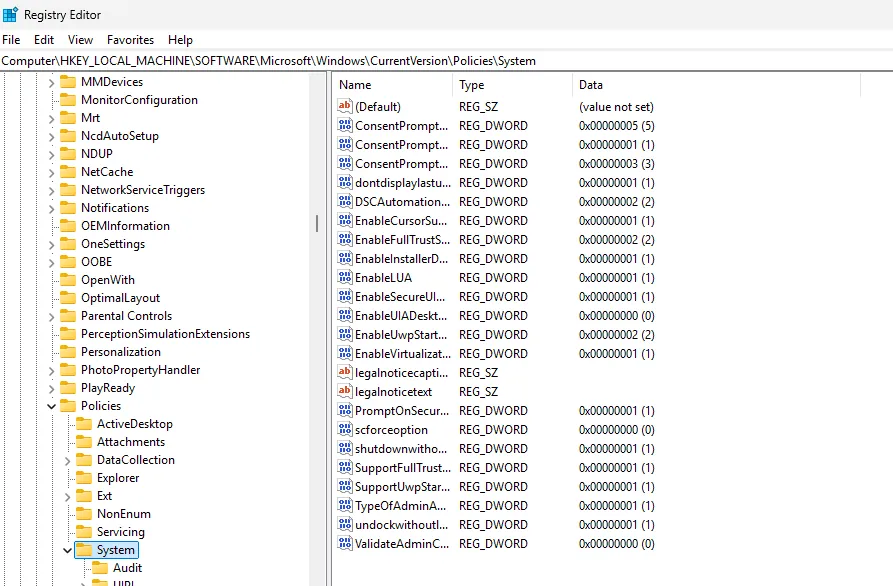 Registry Editor
File Edit View Favorites Help
Computer\HKEY_LOCAL_MACHINE\SOFTWARE\Microsoft\Windows\CurrentVersion\Policies\System
MMDevices
MonitorConfiguration
Mrt
NcdAutoSetup
NDUP
NetCache
NetworkServiceTriggers
Notifications
OEMInformation
OneSettings
OOBE
OpenWith
OptimalLayout
Parental Controls
PerceptionSimulationExtensions
Personalization
PhotoPropertyHandler
PlayReady
Policies
ActiveDesktop
Attachments
DataCollection
Explorer
Ext
NonEnum
Servicing
System
Audit
Name Type Data
(Default) REG_SZ (value not set)
ConsentPrompt... REG_DWORD 0x00000005 (5)
ConsentPrompt... REG_DWORD 0x00000001 (1)
ConsentPrompt... REG_DWORD 0x00000003 (3)
dontdisplaylastu... REG_DWORD 0x00000001 (1)
DSCAutomation... REG_DWORD 0x00000002 (2)
EnableCursorSu... REG_DWORD 0x00000001 (1)
EnableFullTrustS... REG_DWORD 0x00000002 (2)
EnableInstallerD... REG_DWORD 0x00000001 (1)
EnableLUA REG_DWORD 0x00000001 (1)
EnableSecureUI... REG_DWORD 0x00000001 (1)
EnableUIADeskt... REG_DWORD 0x00000000 (0)
EnableUwpStart... REG_DWORD 0x00000002 (2)
EnableVirtualizat... REG_DWORD 0x00000001 (1)
legalnoticecapti... REG_SZ
legalnoticetext REG_SZ
PromptOnSecur... REG_DWORD 0x00000001 (1)
scforceoption REG_DWORD 0x00000000 (0)
shutdownwitho... REG_DWORD 0x00000001 (1)
SupportFullTrust... REG_DWORD 0x00000001 (1)
SupportUwpStar... REG_DWORD 0x00000001 (1)
TypeOfAdminA... REG_DWORD 0x00000001 (1)
undockwithoutl... REG_DWORD 0x00000001 (1)
ValidateAdminC... REG_DWORD 0x00000000 (0)